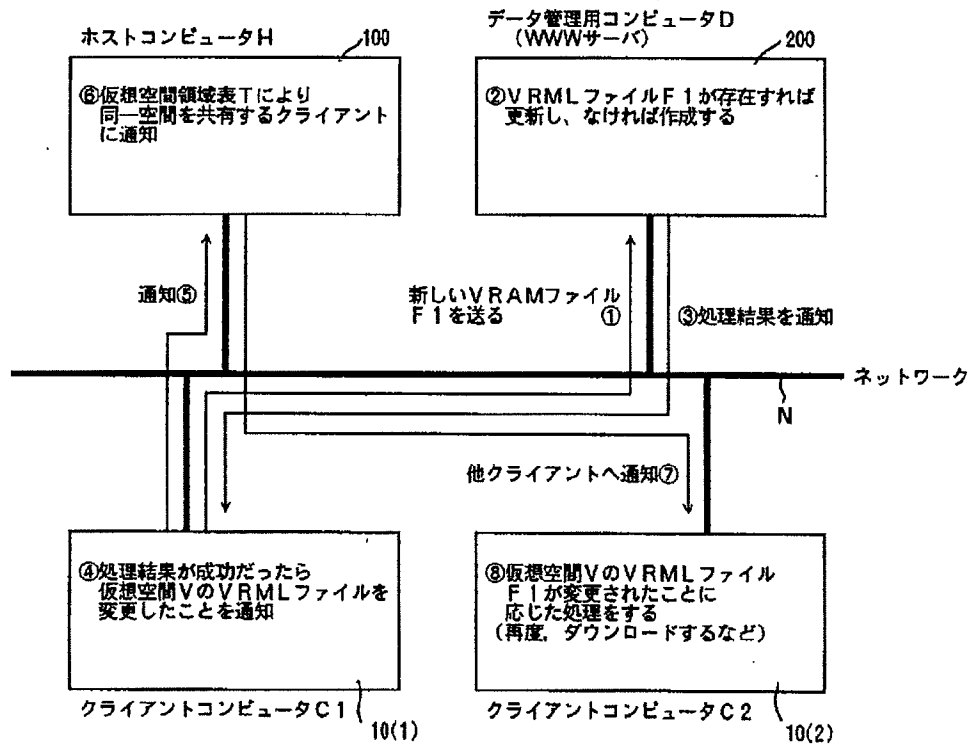 ホストコンピュータH
100
⑥仮想空間領域表Tにより
同一空間を共有するクライアント
に通知
データ管理用コンピュータD
(WWWサーバ)
200
②VRMLファイルF1が存在すれば
更新し、なければ作成する
通知⑤
新しいVRAMファイル
F1を送る ①
③処理結果を通知
ネットワーク
N
他クライアントへ通知⑦
④処理結果が成功だったら
仮想空間VのVRMLファイルを
変更したことを通知
クライアントコンピュータC1
10(1)
⑧仮想空間VのVRMLファイル
F1が変更されたことに
応じた処理をする
(再度，ダウンロードするなど)
クライアントコンピュータC2
10(2)